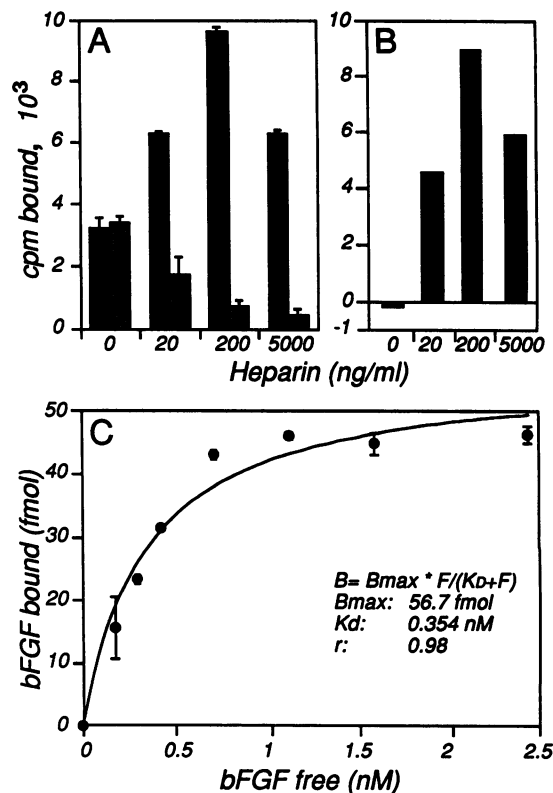 A
B
cpm bound, 10³
10
8
6
4
2
0
10
8
6
4
2
0
-1
0 20 200 5000
0 20 200 5000
Heparin (ng/ml)
C
bFGF bound (fmol)
50
40
30
20
10
0
B= Bmax * F/(KD+F)
Bmax: 56.7 fmol
Kd: 0.354 nM
r: 0.98
0 0.5 1 1.5 2 2.5
bFGF free (nM)